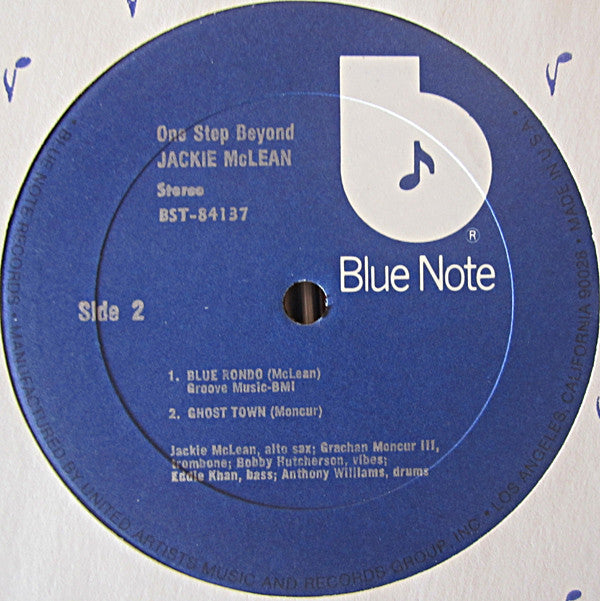 One Step Beyond
JACKIE McLEAN
Stereo
BST-84137
®
Blue Note
Side 2
1. BLUE RONDO (McLean)
Groove Music-BMI
2. GHOST TOWN (Moncur)
Jackie McLean, alto sax; Grachan Moncur III,
trombone; Bobby Hutcherson, vibes;
Eddie Khan, bass; Anthony Williams, drums
• BLUE NOTE RECORDS • MANUFACTURED BY UNITED ARTISTS MUSIC AND RECORDS GROUP, INC. • LOS ANGELES, CALIFORNIA 90028 • MADE IN U.S.A.